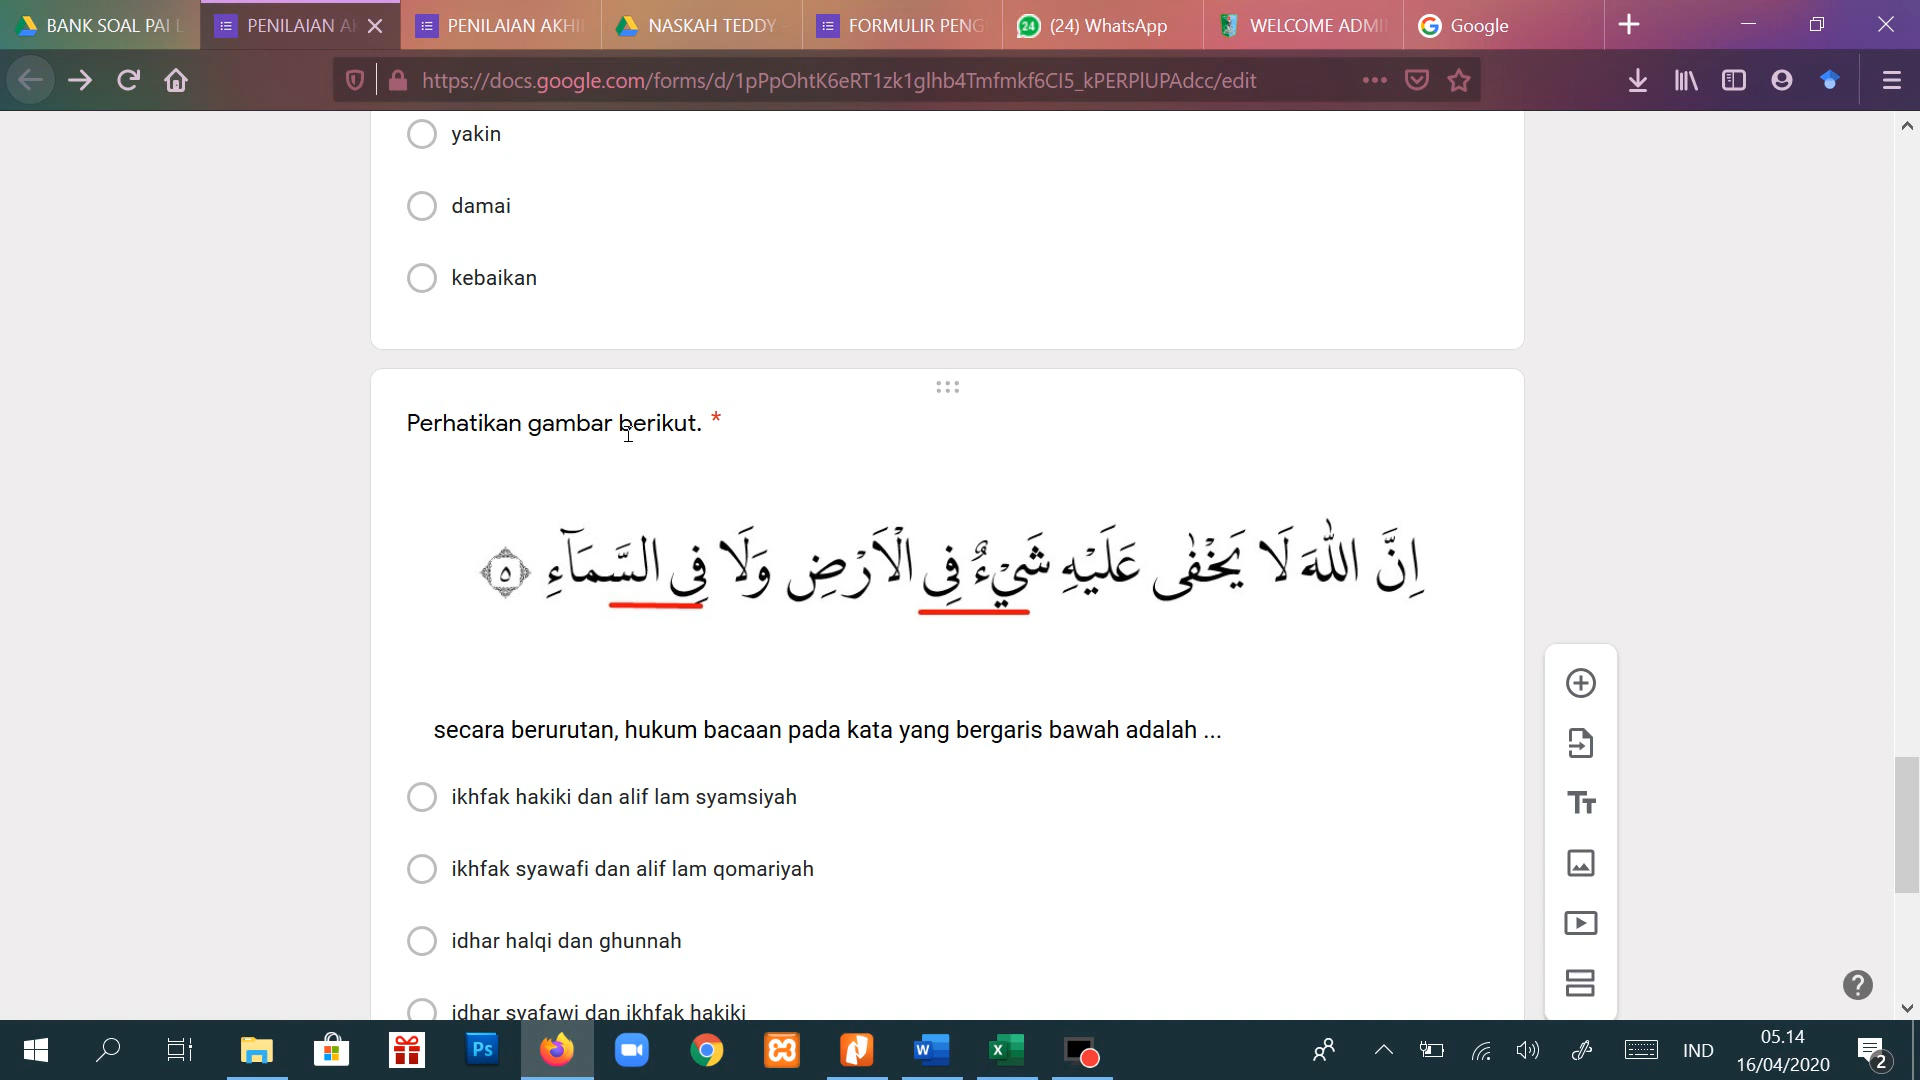 BANK SOAL PAI L
PENILAIAN A
PENILAIAN AKHI
NASKAH TEDDY
FORMULIR PENG
(24) WhatsApp
WELCOME ADMI
Google
https://docs.google.com/forms/d/1pPpOhtK6eRT1zk1glhb4Tmfmkf6CI5_kPERPlUPAdcc/edit
yakin
damai
kebaikan
Perhatikan gambar berikut. *
اِنَّ اللّٰهَ لَا يَخْفٰى عَلَيْهِ شَيْءٌ فِى الْاَرْضِ وَلَا فِى السَّمَاۤءِ ٥
secara berurutan, hukum bacaan pada kata yang bergaris bawah adalah ...
ikhfak hakiki dan alif lam syamsiyah
ikhfak syawafi dan alif lam qomariyah
idhar halqi dan ghunnah
idhar syafawi dan ikhfak hakiki
IND
05.14
16/04/2020
2